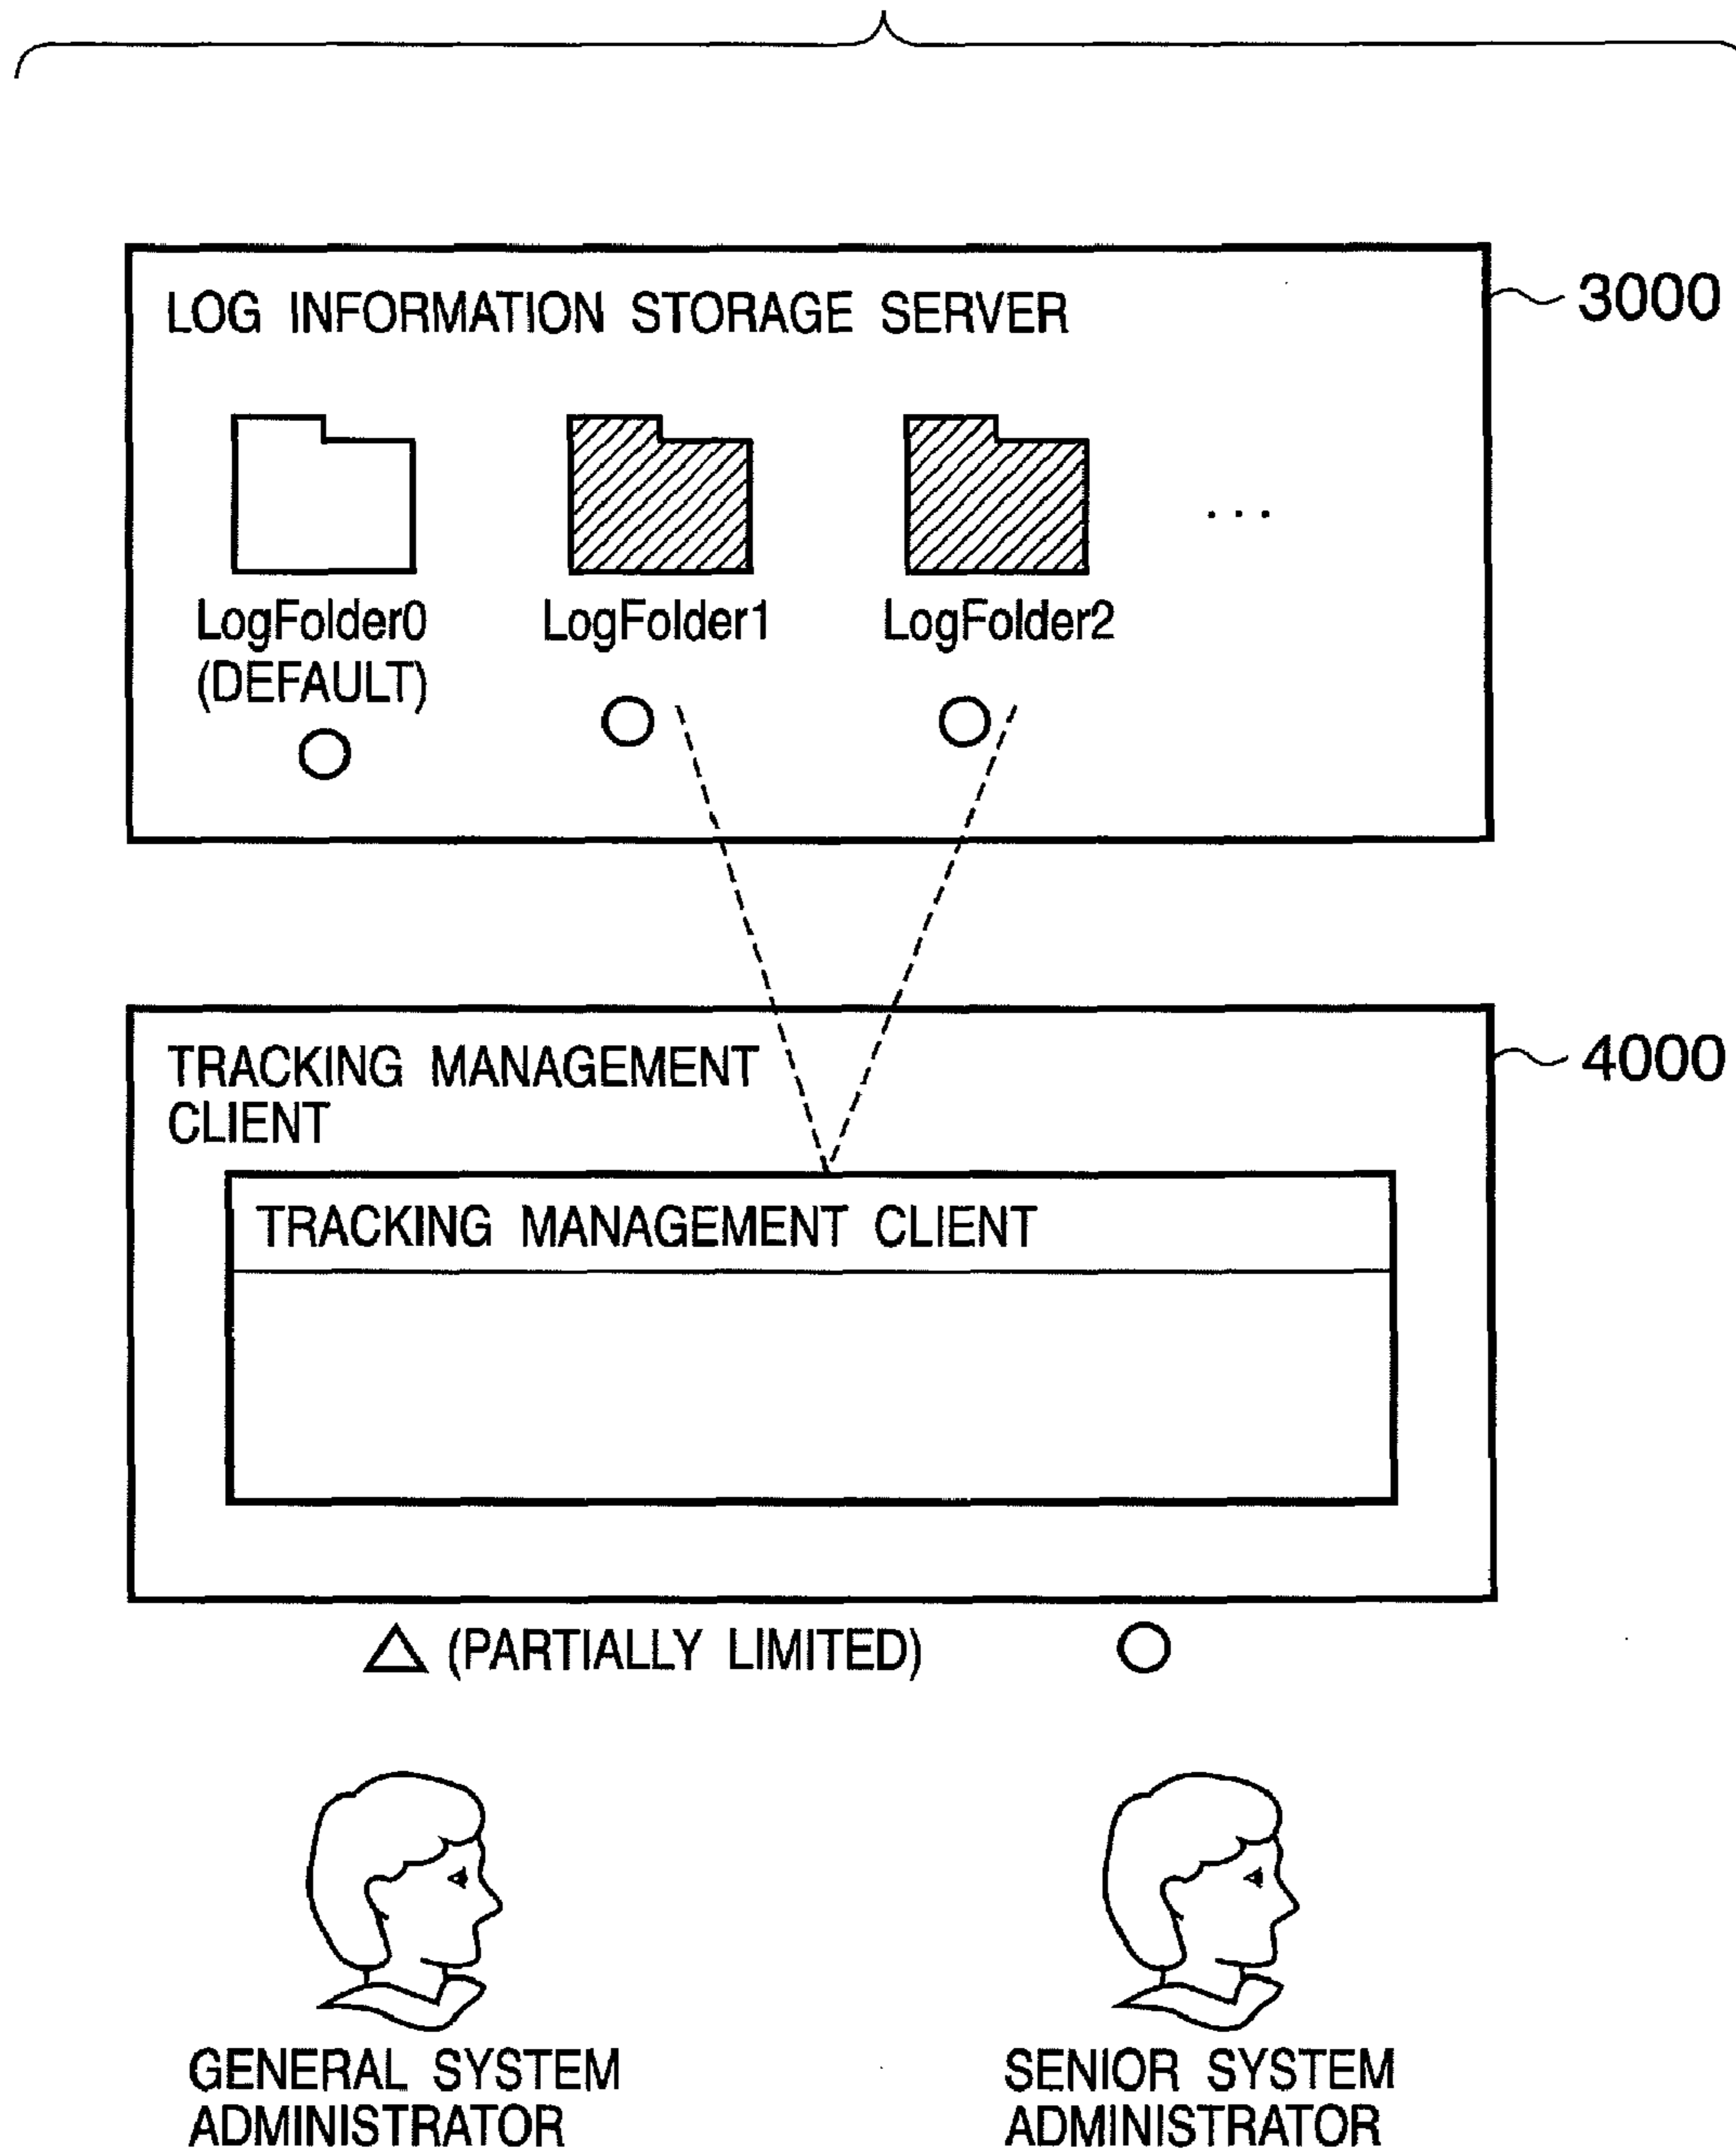 LOG INFORMATION STORAGE SERVER
3000
LogFolder0
(DEFAULT)
LogFolder1
LogFolder2
...
TRACKING MANAGEMENT
CLIENT
4000
TRACKING MANAGEMENT CLIENT
(PARTIALLY LIMITED)
GENERAL SYSTEM
ADMINISTRATOR
SENIOR SYSTEM
ADMINISTRATOR